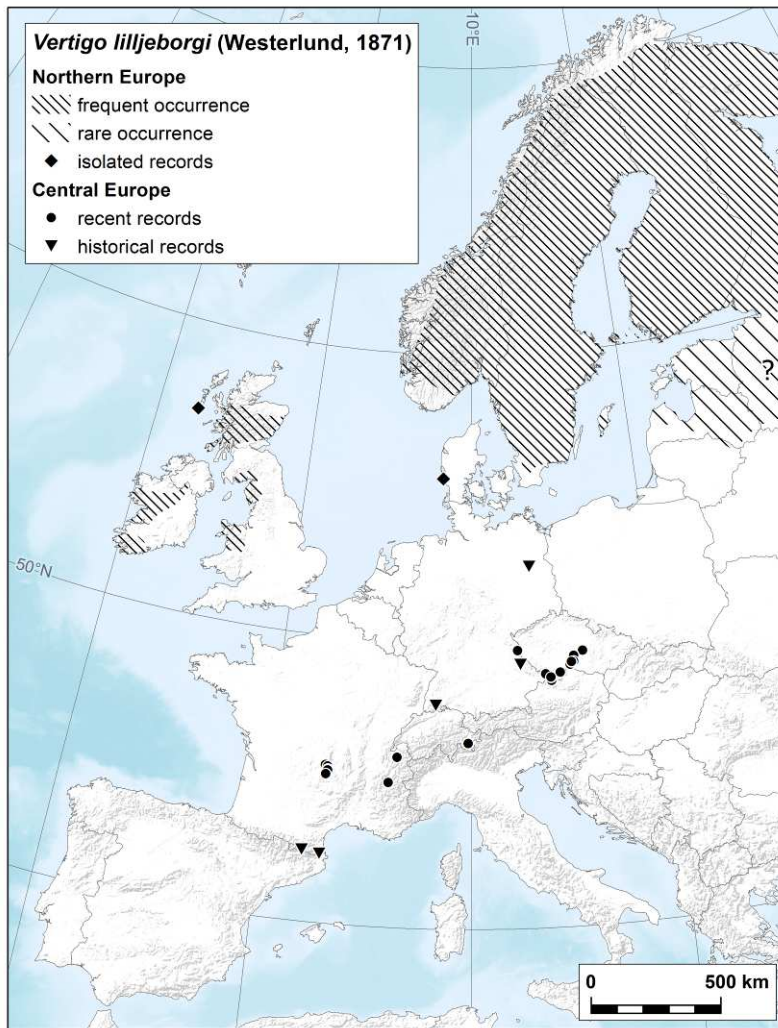 Vertigo lilljeborgi (Westerlund, 1871)
Northern Europe
frequent occurrence
rare occurrence
isolated records
Central Europe
recent records
historical records
10°E
?
50°N
0 500 km